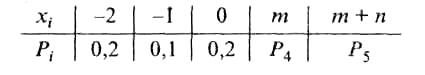 xᵢ | –2 | –1 | 0 | m | m + n
Pᵢ | 0,2 | 0,1 | 0,2 | P₄ | P₅